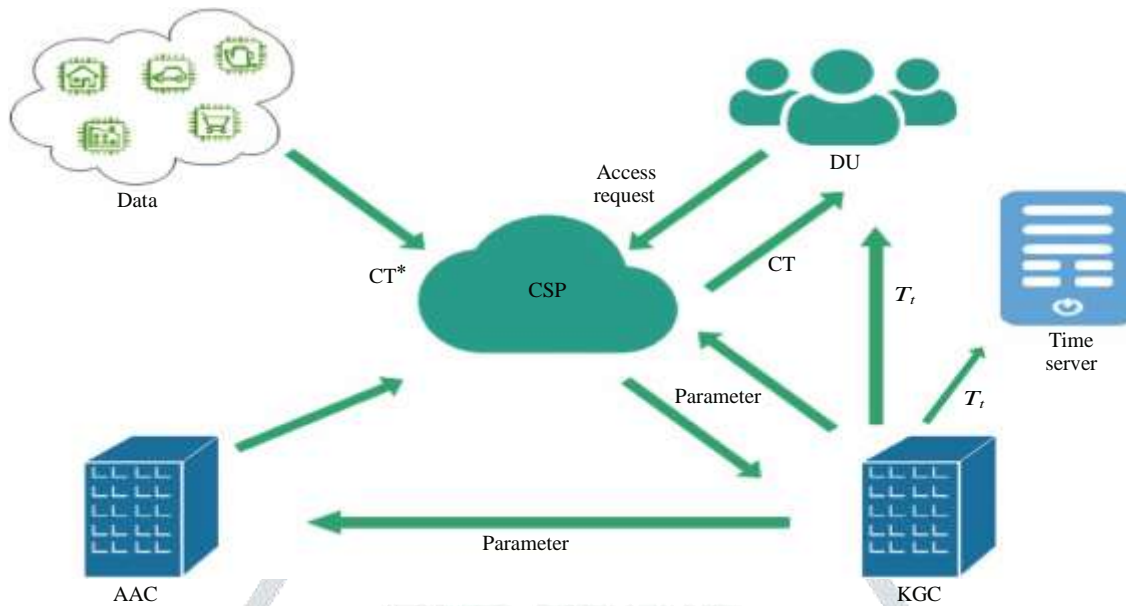 DU
Access
request
Data
CT*
CSP
CT
T_t
Time
server
Parameter
T_t
Parameter
AAC
KGC